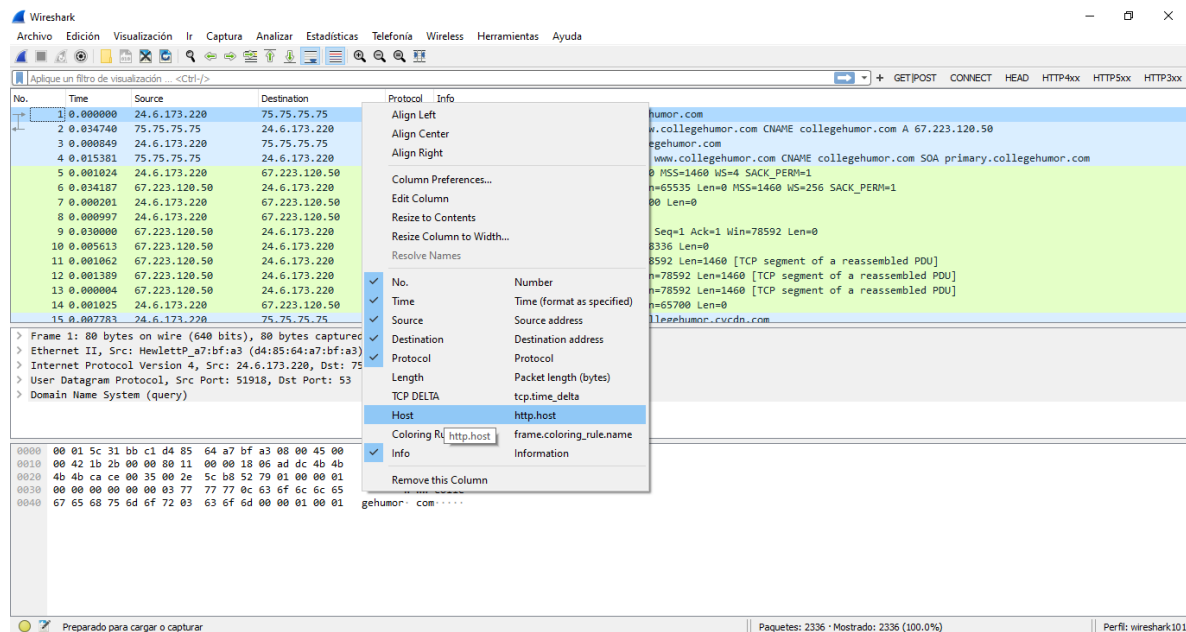 Wireshark
Archivo Edición Visualización Ir Captura Analizar Estadísticas Telefonía Wireless Herramientas Ayuda
Aplique un filtro de visualización ... <Ctrl-/> + GET|POST CONNECT HEAD HTTP4xx HTTP5xx HTTP3xx
No. Time Source Destination Protocol Info
1 0.000000 24.6.173.220 75.75.75.75 humor.com
2 0.034740 75.75.75.75 24.6.173.220 w.collegehumor.com CNAME collegehumor.com A 67.223.120.50
3 0.000849 24.6.173.220 75.75.75.75 egehumor.com
4 0.015381 75.75.75.75 24.6.173.220 www.collegehumor.com CNAME collegehumor.com SOA primary.collegehumor.com
5 0.001024 24.6.173.220 67.223.120.50 0 MSS=1460 WS=4 SACK_PERM=1
6 0.034187 67.223.120.50 24.6.173.220 n=65535 Len=0 MSS=1460 WS=256 SACK_PERM=1
7 0.000201 24.6.173.220 67.223.120.50 00 Len=0
8 0.000997 24.6.173.220 67.223.120.50
9 0.030000 67.223.120.50 24.6.173.220 Seq=1 Ack=1 Win=78592 Len=0
10 0.005613 67.223.120.50 24.6.173.220 8336 Len=0
11 0.001062 67.223.120.50 24.6.173.220 8592 Len=1460 [TCP segment of a reassembled PDU]
12 0.001389 67.223.120.50 24.6.173.220 n=78592 Len=1460 [TCP segment of a reassembled PDU]
13 0.000004 67.223.120.50 24.6.173.220 n=78592 Len=1460 [TCP segment of a reassembled PDU]
14 0.001025 24.6.173.220 67.223.120.50 n=65700 Len=0
15 0.007783 24.6.173.220 75.75.75.75 llegehumor.cvcdn.com
Align Left
Align Center
Align Right
Column Preferences...
Edit Column
Resize to Contents
Resize Column to Width...
Resolve Names
No. Number
Time Time (format as specified)
Source Source address
Destination Destination address
Protocol Protocol
Length Packet length (bytes)
TCP DELTA tcp.time_delta
Host http.host
Coloring Ru http.host frame.coloring_rule.name
Info Information
Remove this Column
> Frame 1: 80 bytes on wire (640 bits), 80 bytes captured
> Ethernet II, Src: HewlettP_a7:bf:a3 (d4:85:64:a7:bf:a3)
> Internet Protocol Version 4, Src: 24.6.173.220, Dst: 75
> User Datagram Protocol, Src Port: 51918, Dst Port: 53
> Domain Name System (query)
0000 00 01 5c 31 bb c1 d4 85 64 a7 bf a3 08 00 45 00
0010 00 42 1b 2b 00 00 80 11 00 00 18 06 ad dc 4b 4b
0020 4b 4b ca ce 00 35 00 2e 5c b8 52 79 01 00 00 01
0030 00 00 00 00 00 00 03 77 77 77 0c 63 6f 6c 6c 65
0040 67 65 68 75 6d 6f 72 03 63 6f 6d 00 00 01 00 01 gehumor· com·····
Preparado para cargar o capturar Paquetes: 2336 · Mostrado: 2336 (100.0%) Perfil: wireshark101